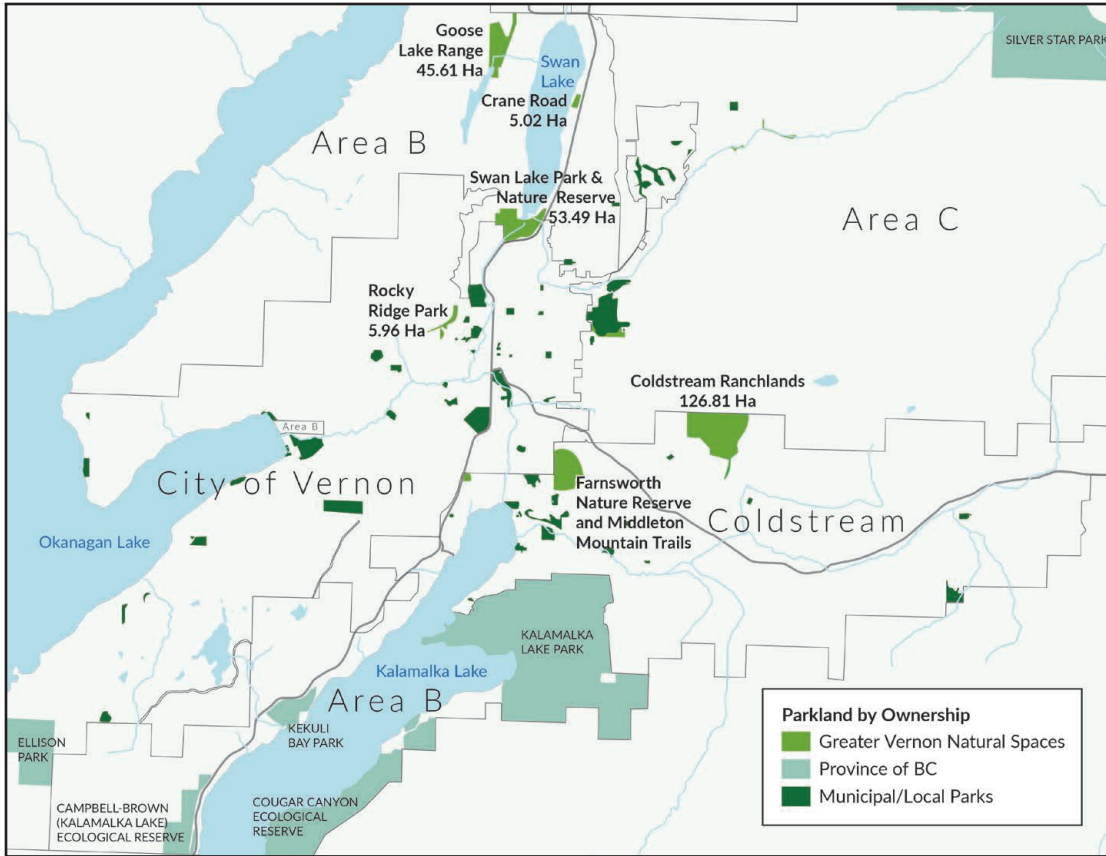 Goose
Lake Range
45.61 Ha
Swan
Lake
SILVER STAR PARK
Crane Road
5.02 Ha
Area B
Swan Lake Park &
Nature Reserve
53.49 Ha
Area C
Rocky
Ridge Park
5.96 Ha
Coldstream Ranchlands
126.81 Ha
Area B
City of Vernon
Farnsworth
Nature Reserve
and Middleton
Mountain Trails
Coldstream
Okanagan Lake
KALAMALKA
LAKE PARK
Kalamalka Lake
Area B
KEKULI
BAY PARK
ELLISON
PARK
CAMPBELL-BROWN
(KALAMALKA LAKE)
ECOLOGICAL RESERVE
COUGAR CANYON
ECOLOGICAL
RESERVE
Parkland by Ownership
Greater Vernon Natural Spaces
Province of BC
Municipal/Local Parks